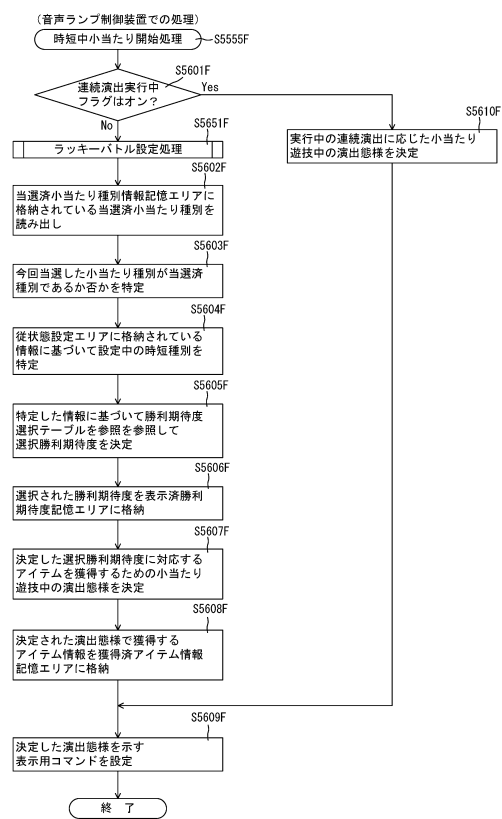 （音声ランプ制御装置での処理）
時短中小当たり開始処理
S5555F
S5601F
連続演出実行中
フラグはオン？
Yes
No
S5610F
実行中の連続演出に応じた小当たり
遊技中の演出態様を決定
S5651F
ラッキーバトル設定処理
S5602F
当選済小当たり種別情報記憶エリアに
格納されている当選済小当たり種別を
読み出し
S5603F
今回当選した小当たり種別が当選済
種別であるか否かを特定
S5604F
従状態設定エリアに格納されている
情報に基づいて設定中の時短種別を
特定
S5605F
特定した情報に基づいて勝利期待度
選択テーブルを参照を参照して
選択勝利期待度を決定
S5606F
選択された勝利期待度を表示済勝利
期待度記憶エリアに格納
S5607F
決定した選択勝利期待度に対応する
アイテムを獲得するための小当たり
遊技中の演出態様を決定
S5608F
決定された演出態様で獲得する
アイテム情報を獲得済アイテム情報
記憶エリアに格納
S5609F
決定した演出態様を示す
表示用コマンドを設定
終 了